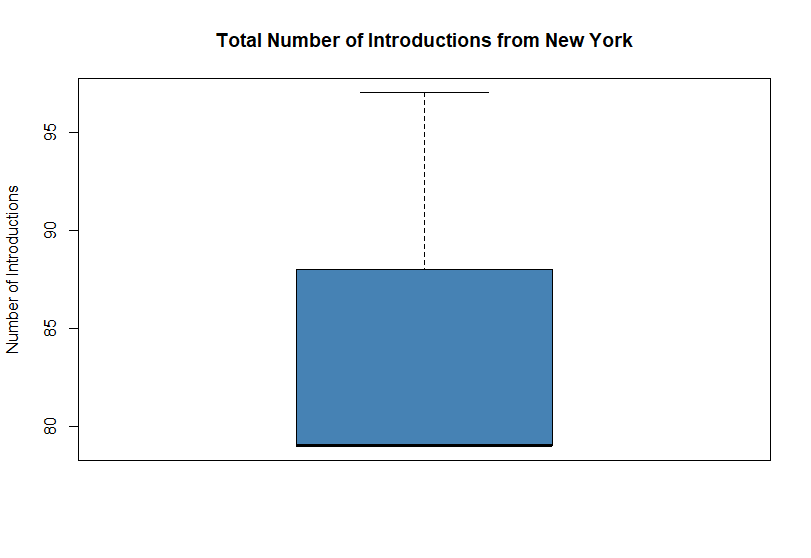 Total Number of Introductions from New York
Number of Introductions
95
90
85
80